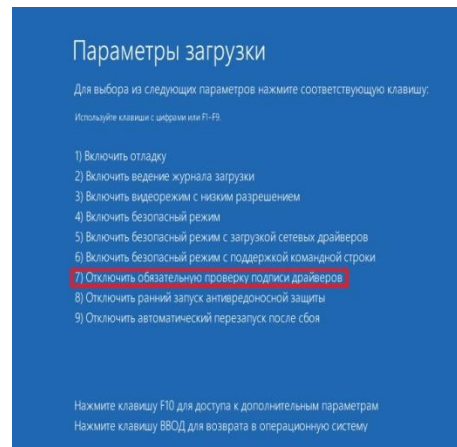 Параметры загрузки
Для выбора из следующих параметров нажмите соответствующую клавишу:
Используйте клавиши с цифрами или F1-F9.
1) Включить отладку
2) Включить ведение журнала загрузки
3) Включить видеорежим с низким разрешением
4) Включить безопасный режим
5) Включить безопасный режим с загрузкой сетевых драйверов
6) Включить безопасный режим с поддержкой командной строки
7) Отключить обязательную проверку подписи драйверов
8) Отключить ранний запуск антивредоносной защиты
9) Отключить автоматический перезапуск после сбоя
Нажмите клавишу F10 для доступа к дополнительным параметрам
Нажмите клавишу ВВОД для возврата в операционную систему